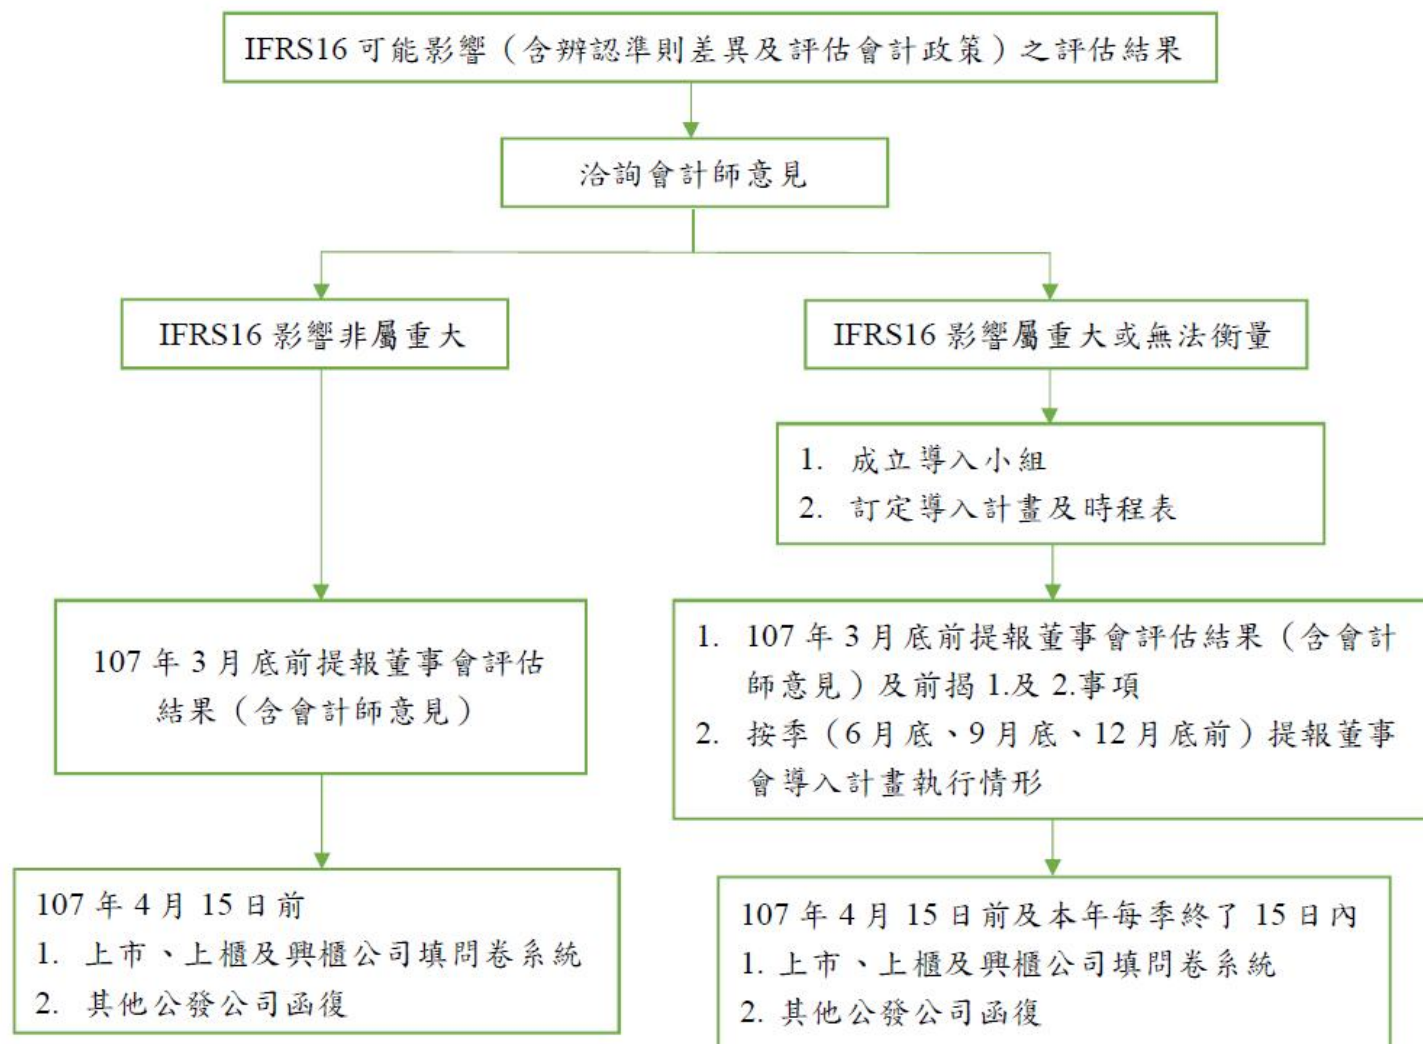 IFRS16 可能影響（含辨認準則差異及評估會計政策）之評估結果
洽詢會計師意見
IFRS16 影響非屬重大
IFRS16 影響屬重大或無法衡量
1. 成立導入小組
2. 訂定導入計畫及時程表
107 年 3 月底前提報董事會評估
結果（含會計師意見）
1. 107 年 3 月底前提報董事會評估結果（含會計
師意見）及前揭 1.及 2.事項
2. 按季（6 月底、9 月底、12 月底前）提報董事
會導入計畫執行情形
107 年 4 月 15 日前
1. 上市、上櫃及興櫃公司填問卷系統
2. 其他公發公司函復
107 年 4 月 15 日前及本年每季終了 15 日內
1. 上市、上櫃及興櫃公司填問卷系統
2. 其他公發公司函復